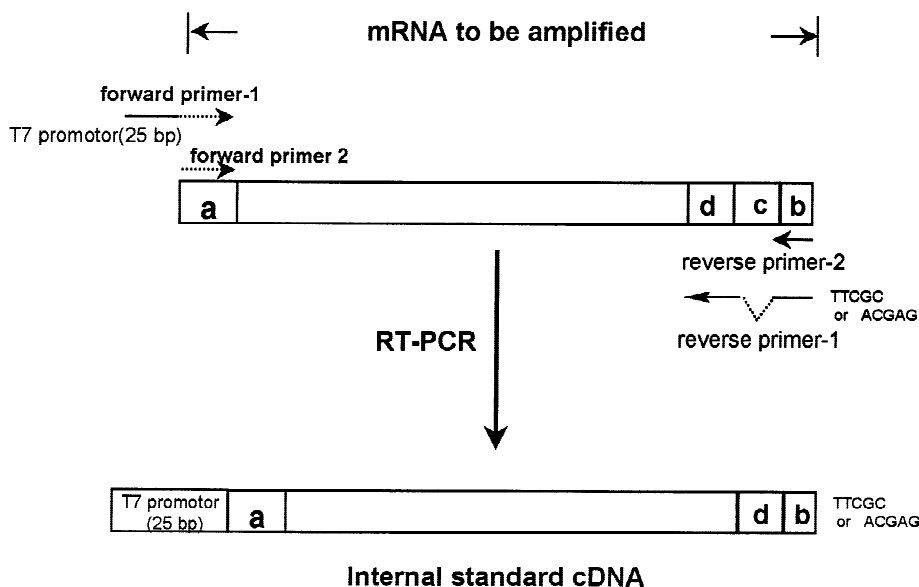 mRNA to be amplified
forward primer-1
T7 promotor(25 bp)
forward primer 2
a d c b
reverse primer-2
TTCGC
or ACGAG
reverse primer-1
RT-PCR
T7 promotor
(25 bp)
a d b
TTCGC
or ACGAG
Internal standard cDNA